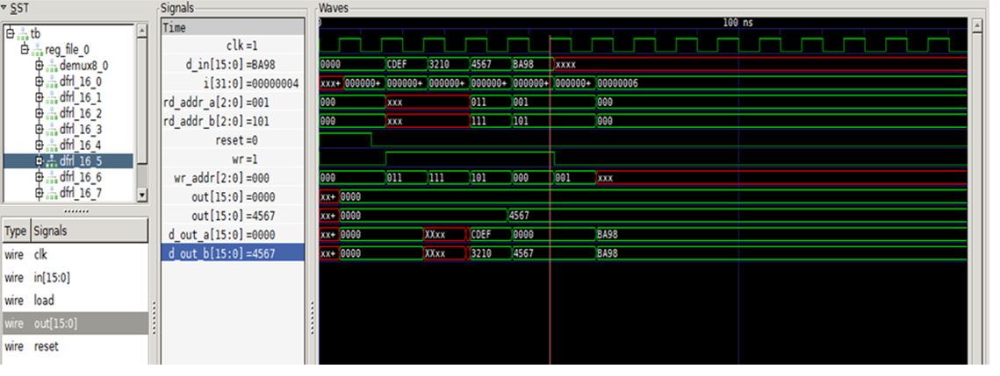 SST
Signals
Waves
tb
reg_file_0
demux8_0
dfrl_16_0
dfrl_16_1
dfrl_16_2
dfrl_16_3
dfrl_16_4
dfrl_16_5
dfrl_16_6
dfrl_16_7
Type Signals
wire clk
wire in[15:0]
wire load
wire out[15:0]
wire reset
Time
100 ns
clk=1
d_in[15:0]=BA98 0000 CDEF 3210 4567 BA98 xxxx
i[31:0]=00000004 xxx+ 000000+ 000000+ 000000+ 000000+ 000000+ 000000+ 00000006
rd_addr_a[2:0]=001 000 xxx 011 001 000
rd_addr_b[2:0]=101 000 xxx 111 101 000
reset=0
wr=1
wr_addr[2:0]=000 000 011 111 101 000 001 xxx
out[15:0]=0000 xx+ 0000
out[15:0]=4567 xx+ 0000 4567
d_out_a[15:0]=0000 xx+ 0000 XXxx CDEF 0000 BA98
d_out_b[15:0]=4567 xx+ 0000 XXxx 3210 4567 BA98